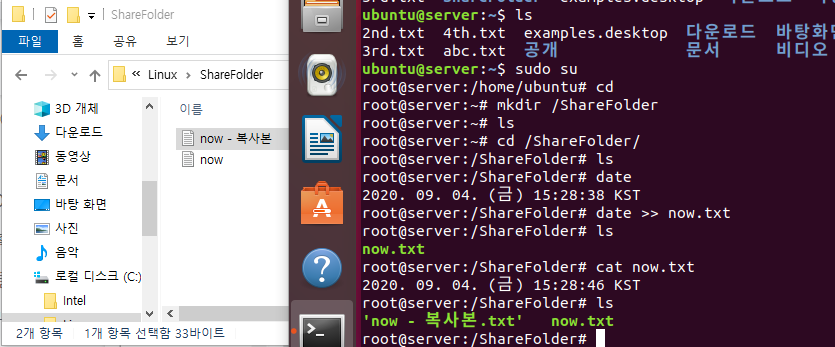 ShareFolder
파일 홈 공유 보기
Linux ShareFolder
3D 개체
다운로드
동영상
문서
바탕 화면
사진
음악
로컬 디스크 (C:)
Intel
이름
now - 복사본
now
2개 항목 1개 항목 선택함 33바이트
ubuntu@server:~$ ls
2nd.txt 4th.txt examples.desktop 다운로드 바탕화면
3rd.txt abc.txt 공개 문서 비디오
ubuntu@server:~$ sudo su
root@server:/home/ubuntu# cd
root@server:~# mkdir /ShareFolder
root@server:~# ls
root@server:~# cd /ShareFolder/
root@server:/ShareFolder# ls
root@server:/ShareFolder# date
2020. 09. 04. (금) 15:28:38 KST
root@server:/ShareFolder# date >> now.txt
root@server:/ShareFolder# ls
now.txt
root@server:/ShareFolder# cat now.txt
2020. 09. 04. (금) 15:28:46 KST
root@server:/ShareFolder# ls
'now - 복사본.txt' now.txt
root@server:/ShareFolder#